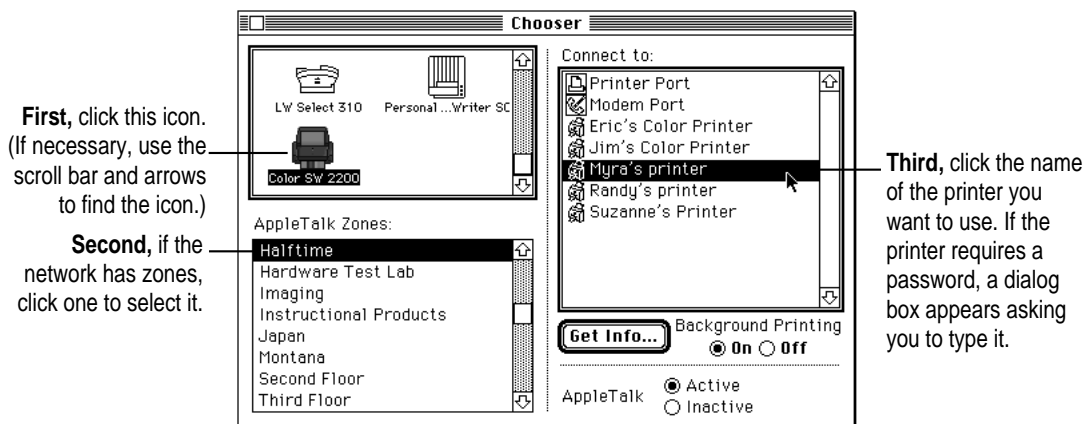 Chooser
First, click this icon.
(If necessary, use the
scroll bar and arrows
to find the icon.)
Second, if the
network has zones,
click one to select it.
LW Select 310
Personal ...Writer SC
Color SW 2200
AppleTalk Zones:
Halftime
Hardware Test Lab
Imaging
Instructional Products
Japan
Montana
Second Floor
Third Floor
Connect to:
Printer Port
Modem Port
Eric's Color Printer
Jim's Color Printer
Myra's printer
Randy's printer
Suzanne's Printer
Get Info...
Background Printing
On Off
AppleTalk
Active
Inactive
Third, click the name
of the printer you
want to use. If the
printer requires a
password, a dialog
box appears asking
you to type it.